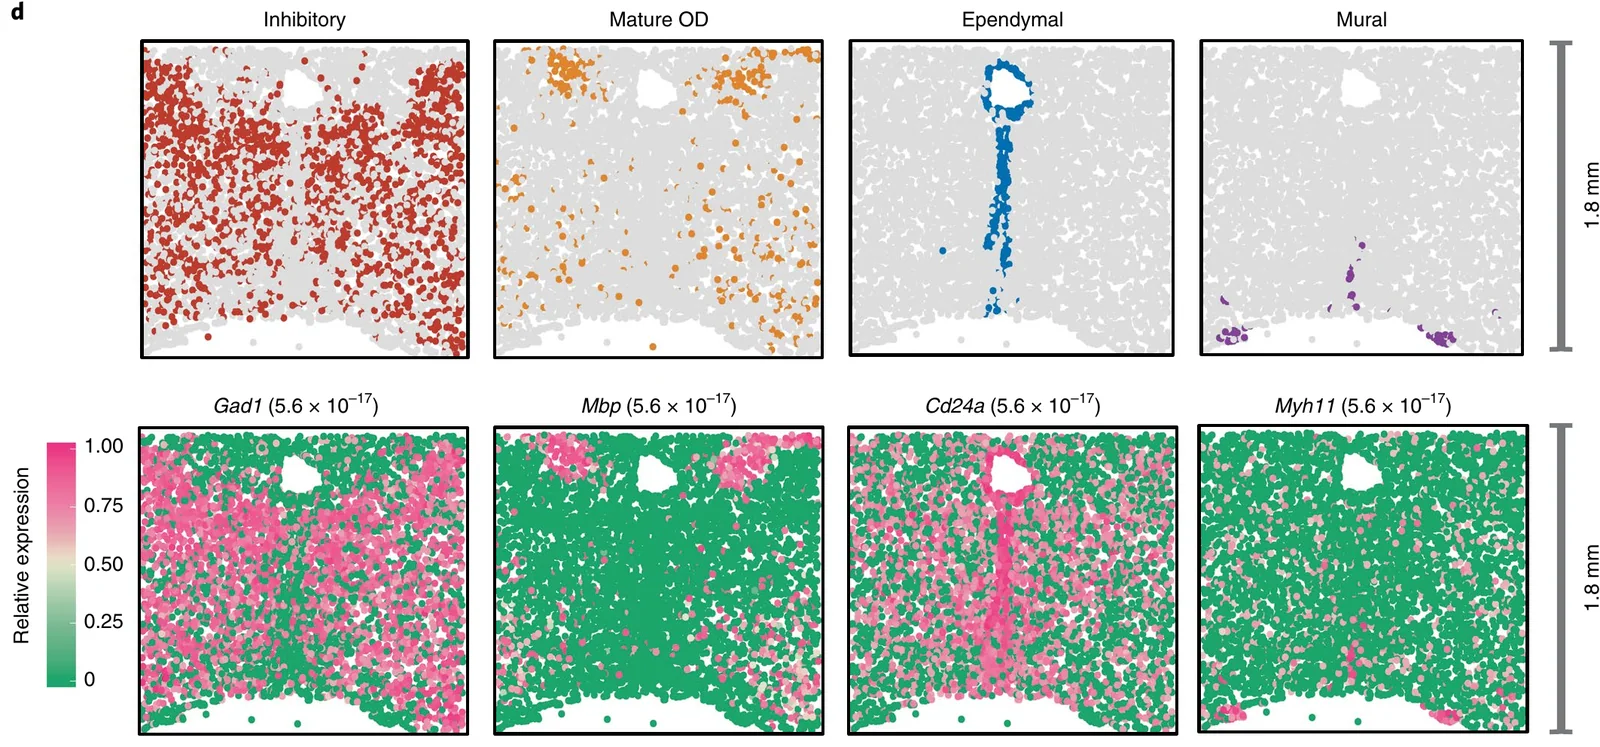 d
Inhibitory
Mature OD
Ependymal
Mural
1.8 mm
Gad1 (5.6 × 10⁻¹⁷)
Mbp (5.6 × 10⁻¹⁷)
Cd24a (5.6 × 10⁻¹⁷)
Myh11 (5.6 × 10⁻¹⁷)
Relative expression
1.00
0.75
0.50
0.25
0
1.8 mm